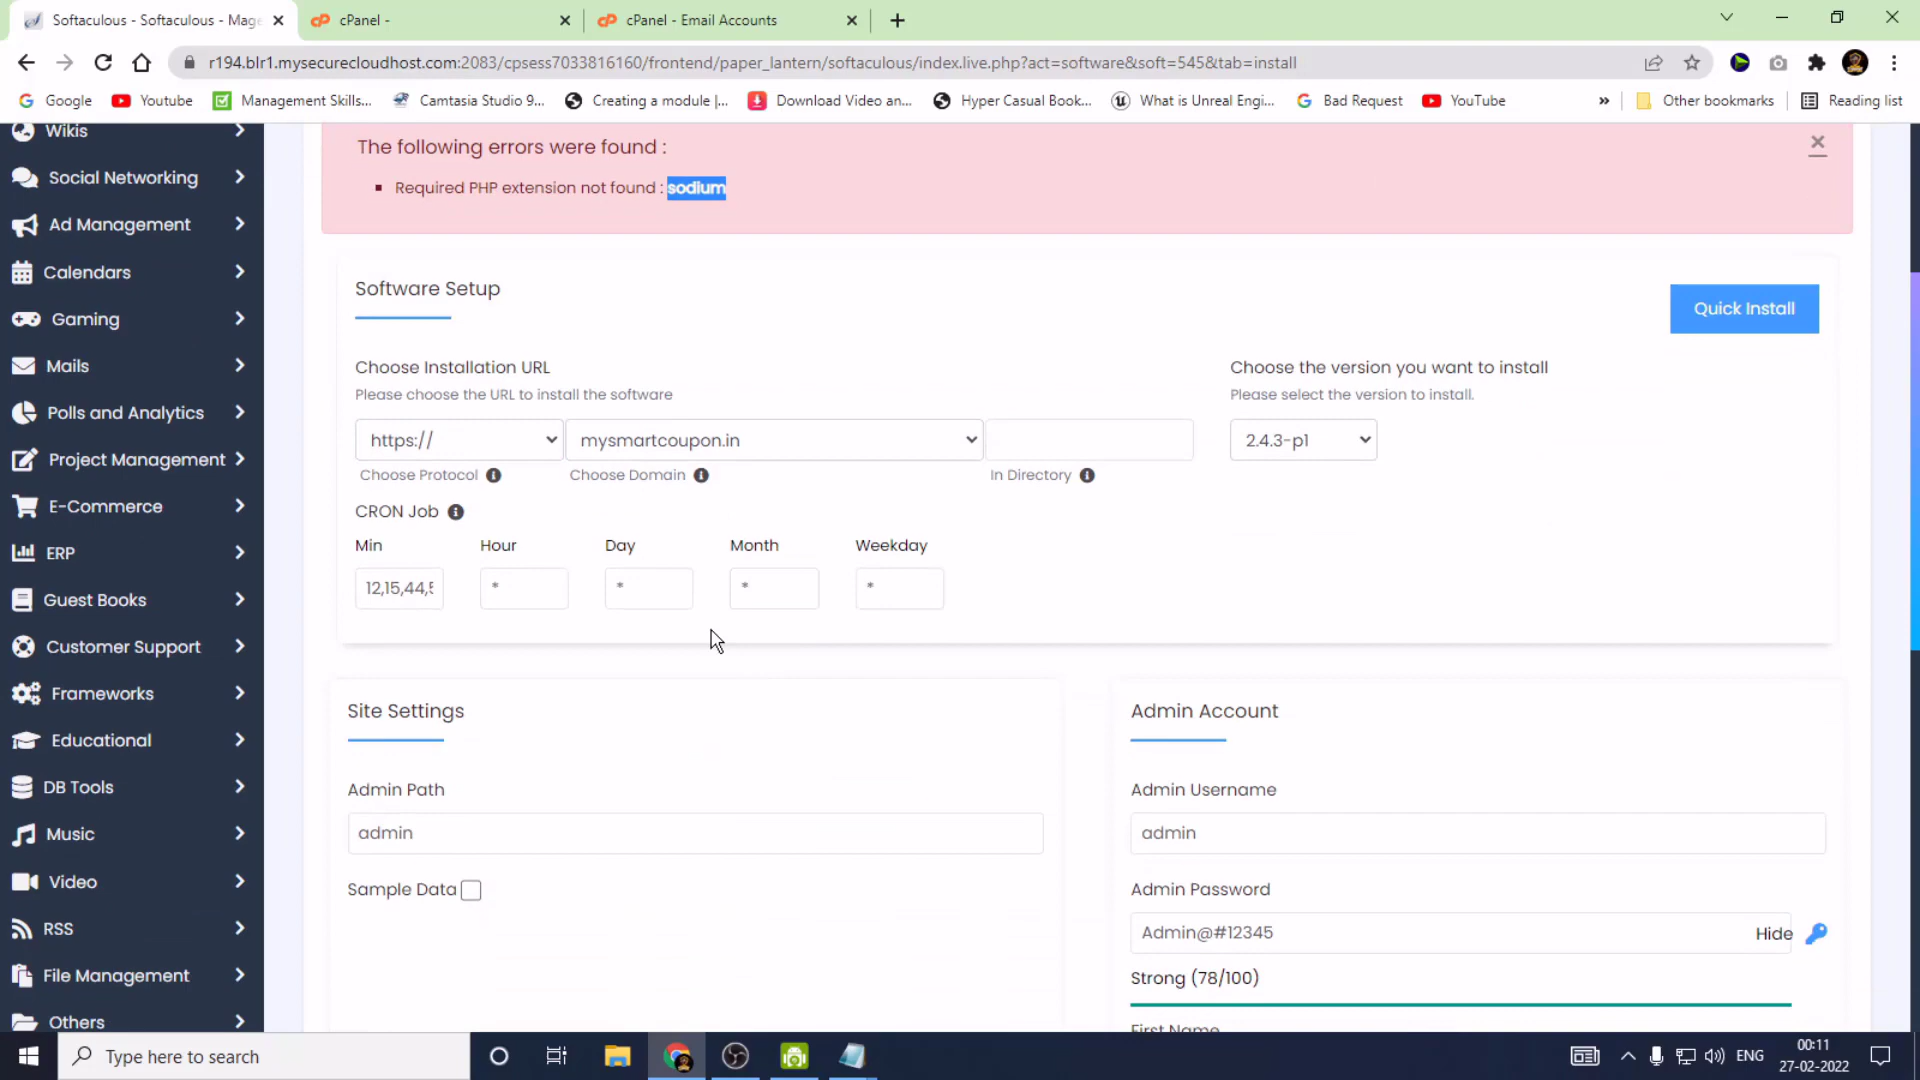 Softaculous - Softaculous - Mage
cPanel -
cPanel - Email Accounts
r194.blr1.mysecurecloudhost.com:2083/cpsess7033816160/frontend/paper_lantern/softaculous/index.live.php?act=software&soft=545&tab=install
Google
Youtube
Management Skills...
Camtasia Studio 9...
Creating a module |...
Download Video an...
Hyper Casual Book...
What is Unreal Engi...
Bad Request
YouTube
»
Other bookmarks
Reading list
Wikis
Social Networking
Ad Management
Calendars
Gaming
Mails
Polls and Analytics
Project Management
E-Commerce
ERP
Guest Books
Customer Support
Frameworks
Educational
DB Tools
Music
Video
RSS
File Management
Others
The following errors were found :
Required PHP extension not found : sodium
Software Setup
Quick Install
Choose Installation URL
Please choose the URL to install the software
Choose the version you want to install
Please select the version to install.
https://
mysmartcoupon.in
2.4.3-p1
Choose Protocol
Choose Domain
In Directory
CRON Job
Min Hour Day Month Weekday
12,15,44,5 * * * *
Site Settings
Admin Path
admin
Sample Data
Admin Account
Admin Username
admin
Admin Password
Admin@#12345
Hide
Strong (78/100)
First Name
Type here to search
ENG
00:11
27-02-2022